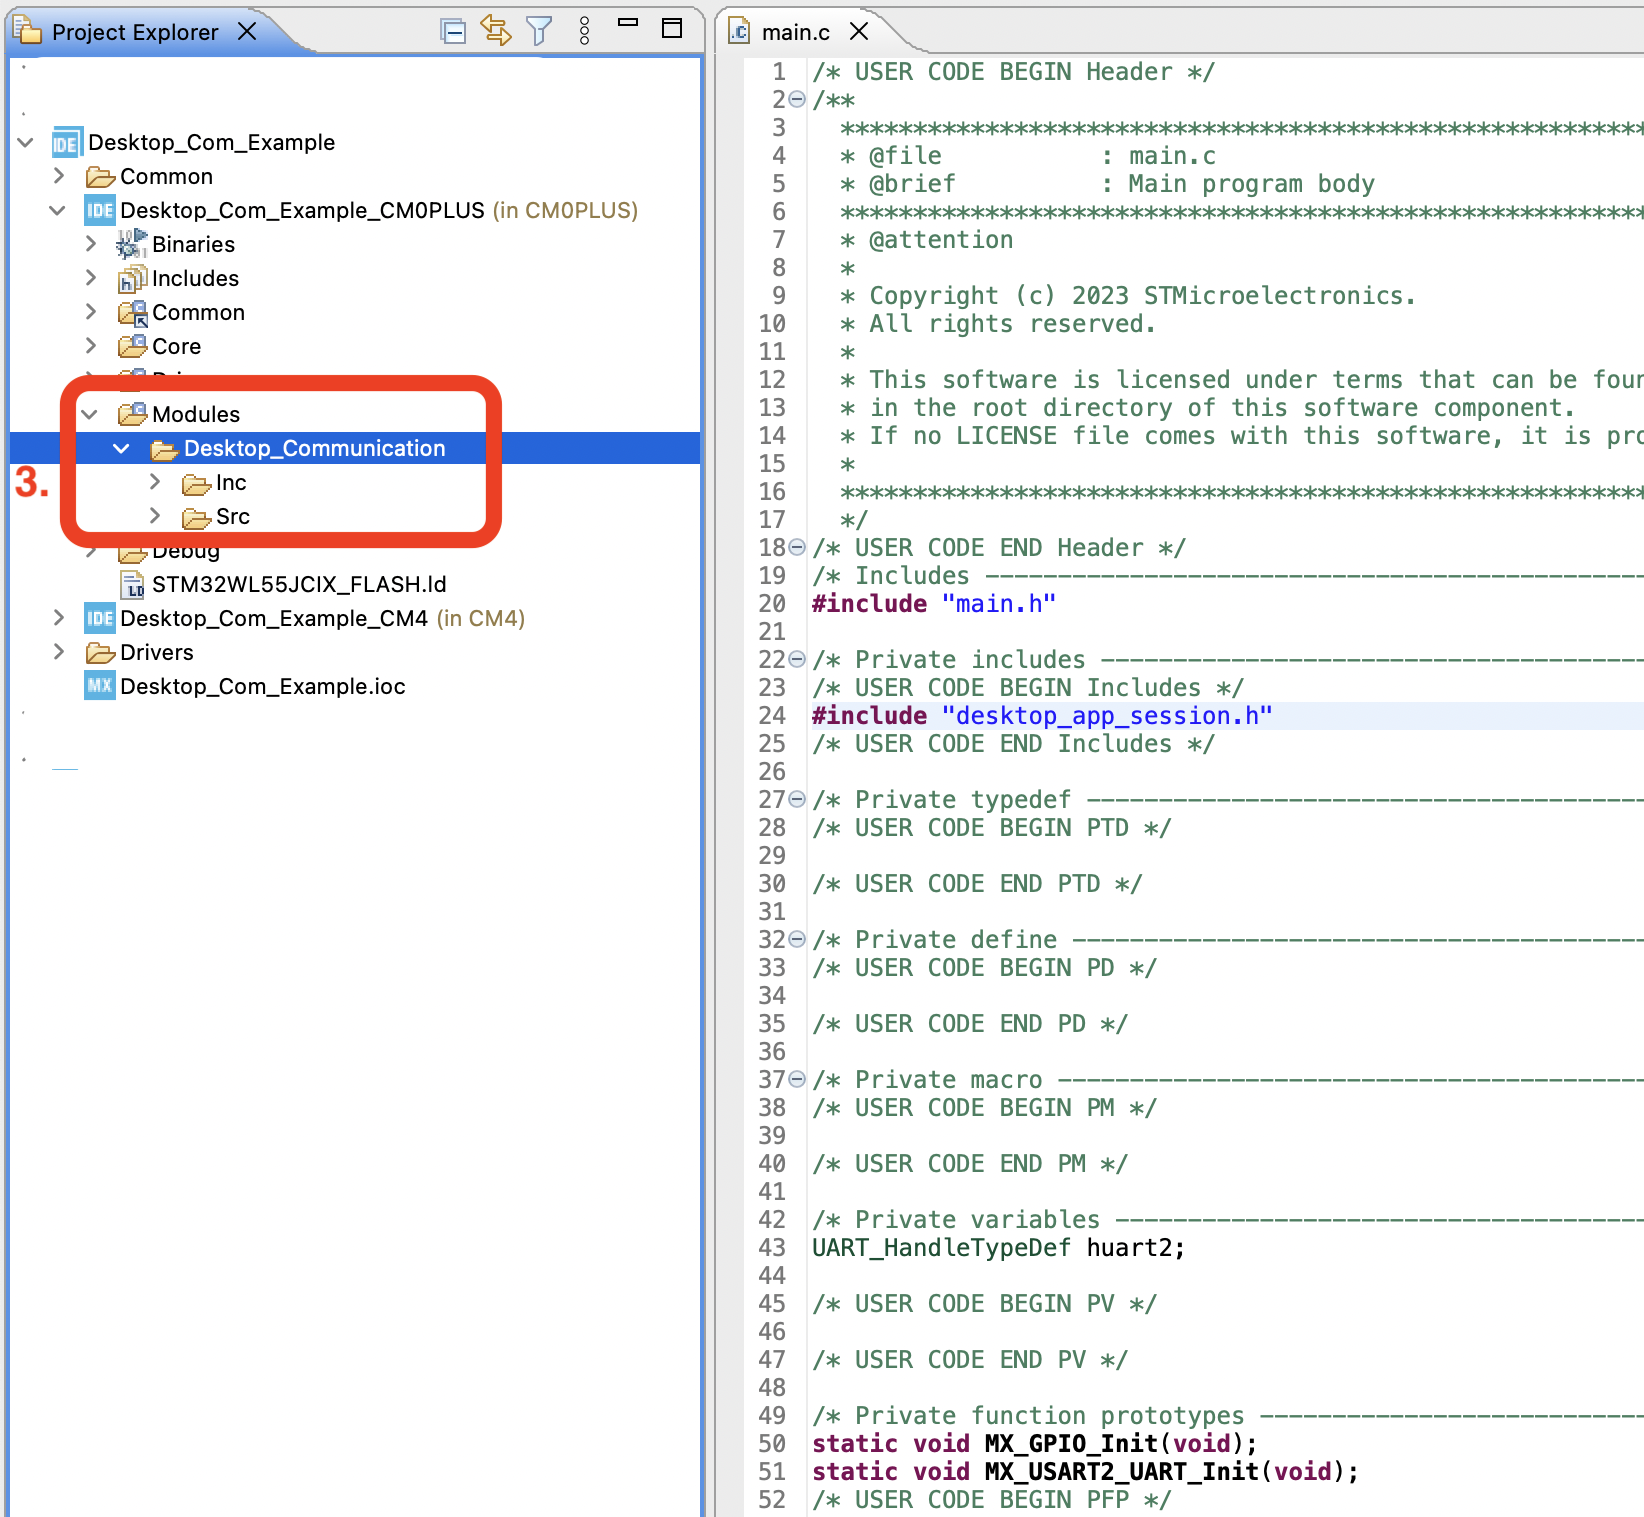 Project Explorer
Desktop_Com_Example
Common
Desktop_Com_Example_CM0PLUS (in CM0PLUS)
Binaries
Includes
Common
Core
Modules
Desktop_Communication
3.
Inc
Src
Debug
STM32WL55JCIX_FLASH.ld
Desktop_Com_Example_CM4 (in CM4)
Drivers
Desktop_Com_Example.ioc
main.c
1 /* USER CODE BEGIN Header */
2 /**
3 ********************************************************
4 * @file : main.c
5 * @brief : Main program body
6 ********************************************************
7 * @attention
8 *
9 * Copyright (c) 2023 STMicroelectronics.
10 * All rights reserved.
11 *
12 * This software is licensed under terms that can be four
13 * in the root directory of this software component.
14 * If no LICENSE file comes with this software, it is pro
15 *
16 ********************************************************
17 */
18 /* USER CODE END Header */
19 /* Includes ----------------------------------------------
20 #include "main.h"
21
22 /* Private includes --------------------------------------
23 /* USER CODE BEGIN Includes */
24 #include "desktop_app_session.h"
25 /* USER CODE END Includes */
26
27 /* Private typedef ---------------------------------------
28 /* USER CODE BEGIN PTD */
29
30 /* USER CODE END PTD */
31
32 /* Private define ----------------------------------------
33 /* USER CODE BEGIN PD */
34
35 /* USER CODE END PD */
36
37 /* Private macro -----------------------------------------
38 /* USER CODE BEGIN PM */
39
40 /* USER CODE END PM */
41
42 /* Private variables -------------------------------------
43 UART_HandleTypeDef huart2;
44
45 /* USER CODE BEGIN PV */
46
47 /* USER CODE END PV */
48
49 /* Private function prototypes ---------------------------
50 static void MX_GPIO_Init(void);
51 static void MX_USART2_UART_Init(void);
52 /* USER CODE BEGIN PFP */